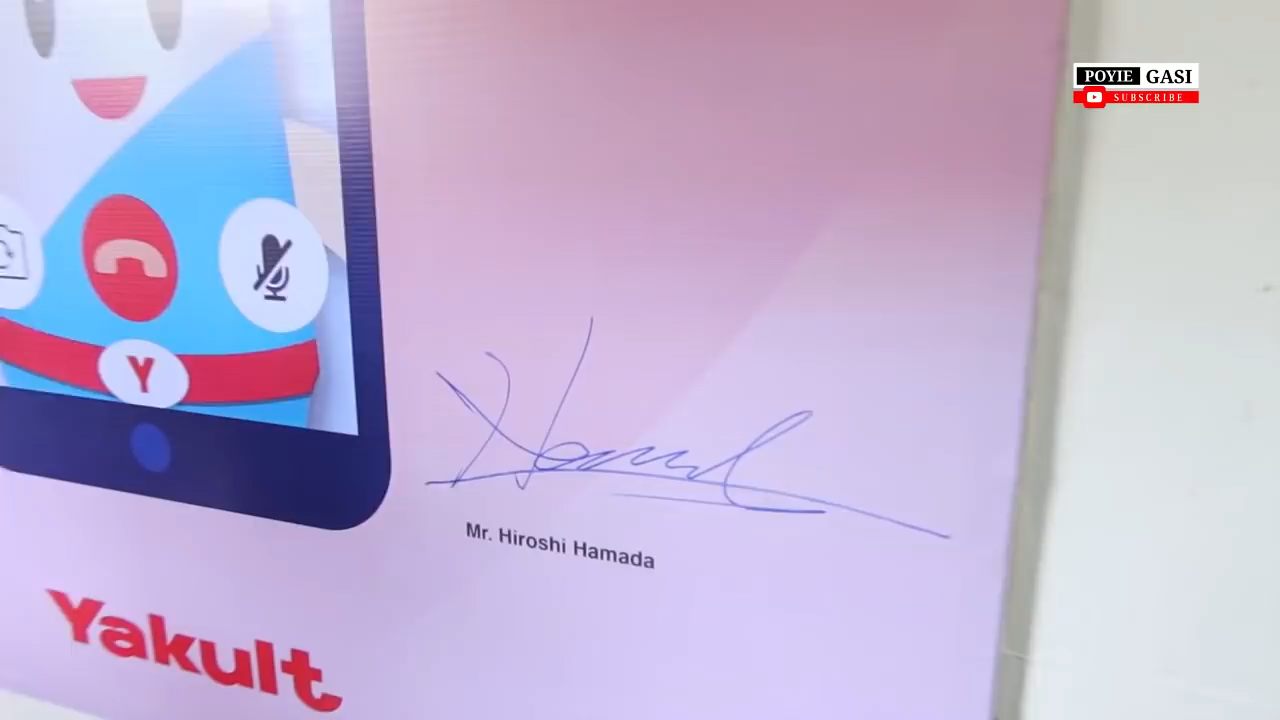 POYIE GASI
SUBSCRIBE
Y
Mr. Hiroshi Hamada
Yakult